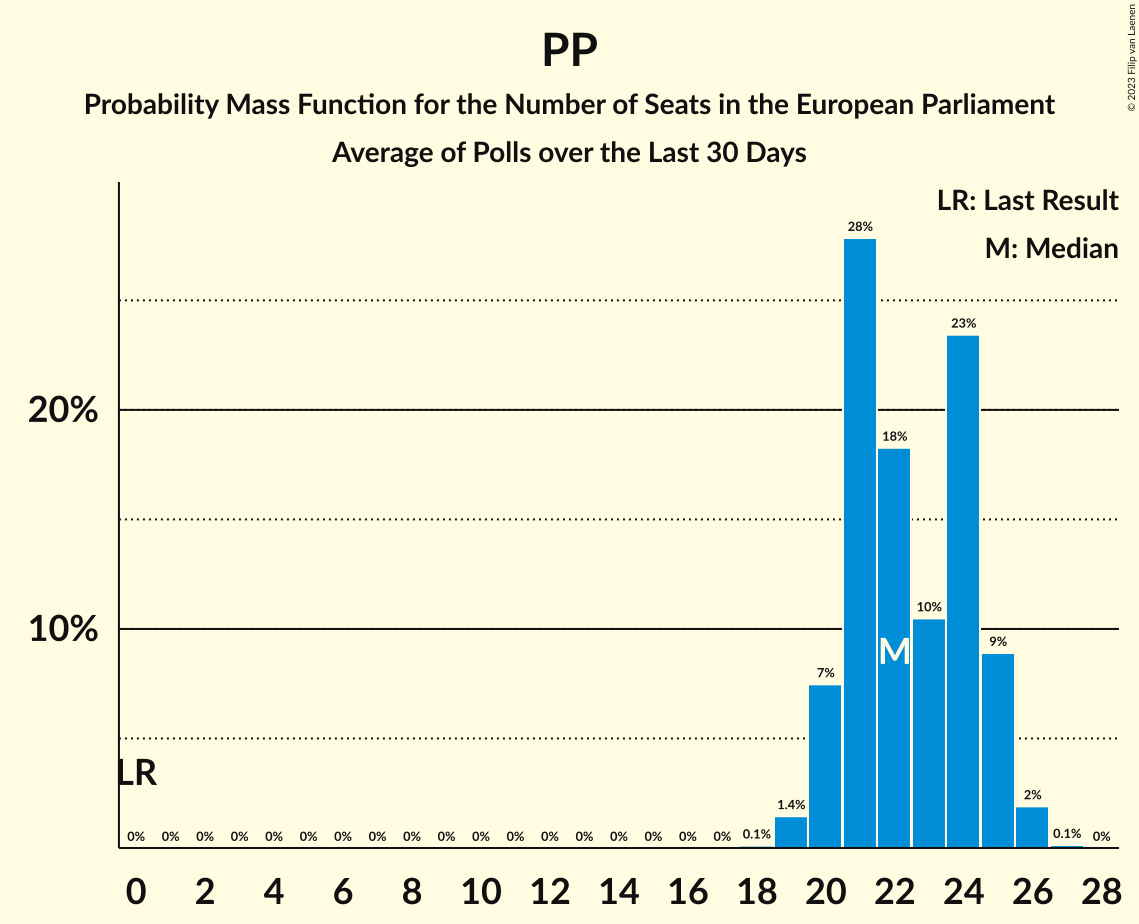 PP
Probability Mass Function for the Number of Seats in the European Parliament
Average of Polls over the Last 30 Days
© 2023 Filip van Laenen
LR: Last Result
M: Median
28%
23%
20%
18%
10%
10%
M
9%
7%
LR
1.4%
2%
0% 0% 0% 0% 0% 0% 0% 0% 0% 0% 0% 0% 0% 0% 0% 0% 0% 0% 0.1% 0.1% 0%
0 2 4 6 8 10 12 14 16 18 20 22 24 26 28